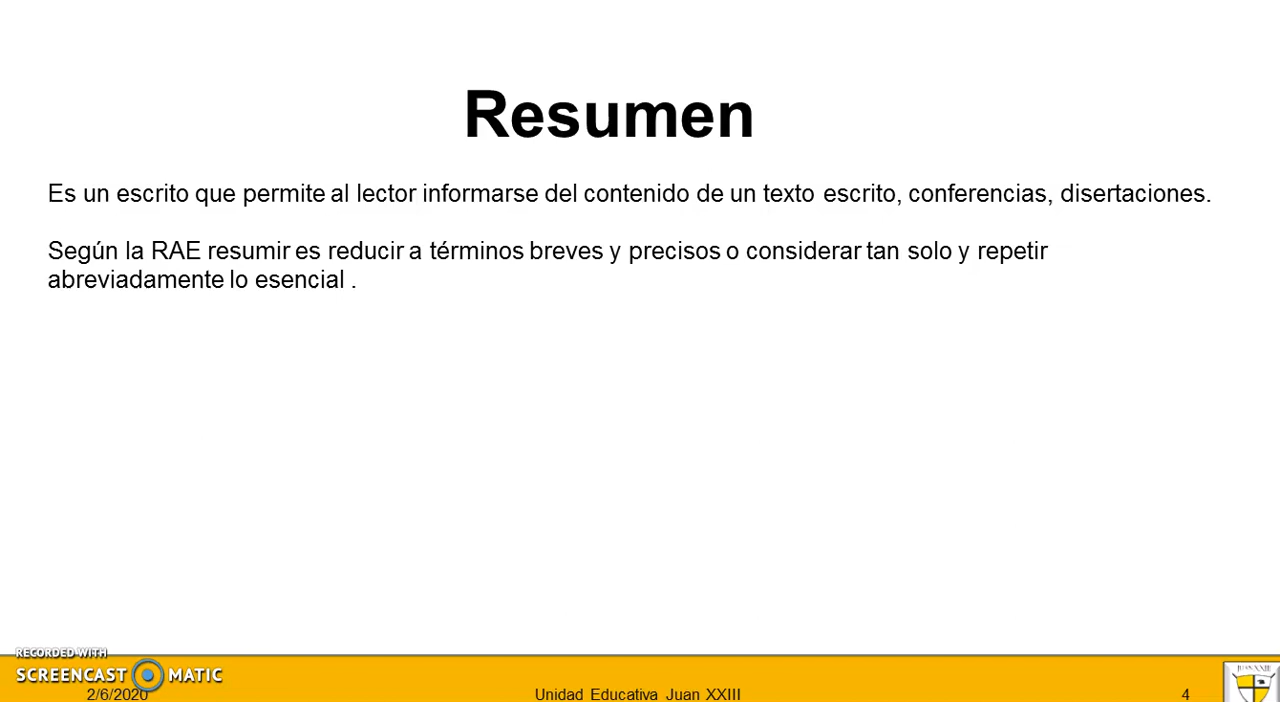 Resumen
Es un escrito que permite al lector informarse del contenido de un texto escrito, conferencias, disertaciones.
Según la RAE resumir es reducir a términos breves y precisos o considerar tan solo y repetir
abreviadamente lo esencial .
RECORDED WITH
SCREENCAST MATIC
2/6/2020
Unidad Educativa Juan XXIII
4
JUAN XXIII